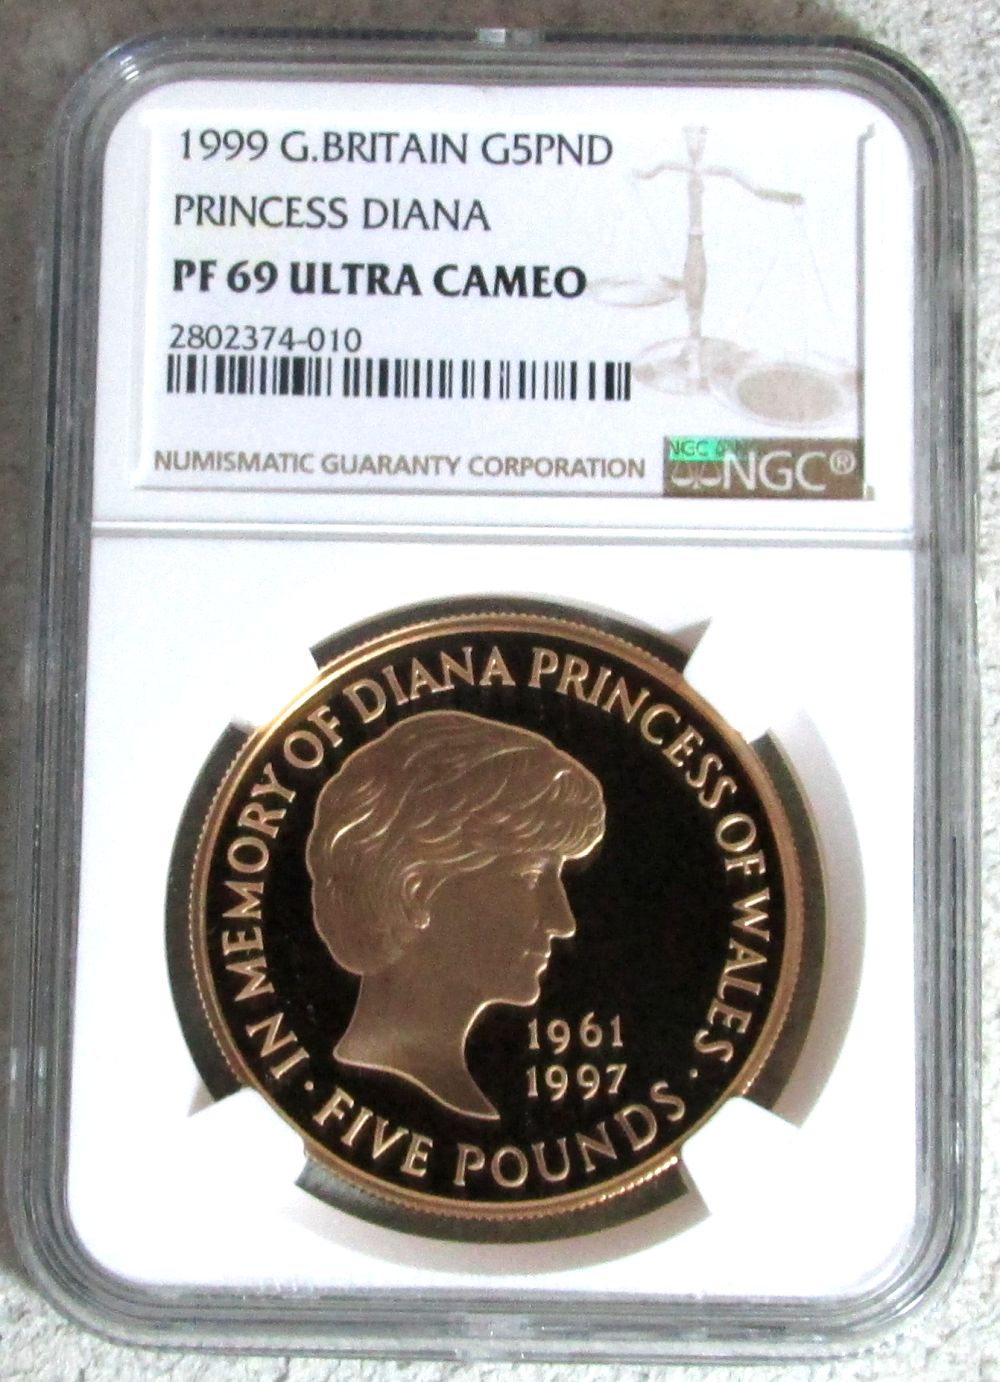 1999 G.BRITAIN G5PND
PRINCESS DIANA
PF 69 ULTRA CAMEO
2802374-010
NUMISMATIC GUARANTY CORPORATION
NGC
NGC®
IN MEMORY OF DIANA PRINCESS OF WALES
1961
1997
· FIVE POUNDS ·